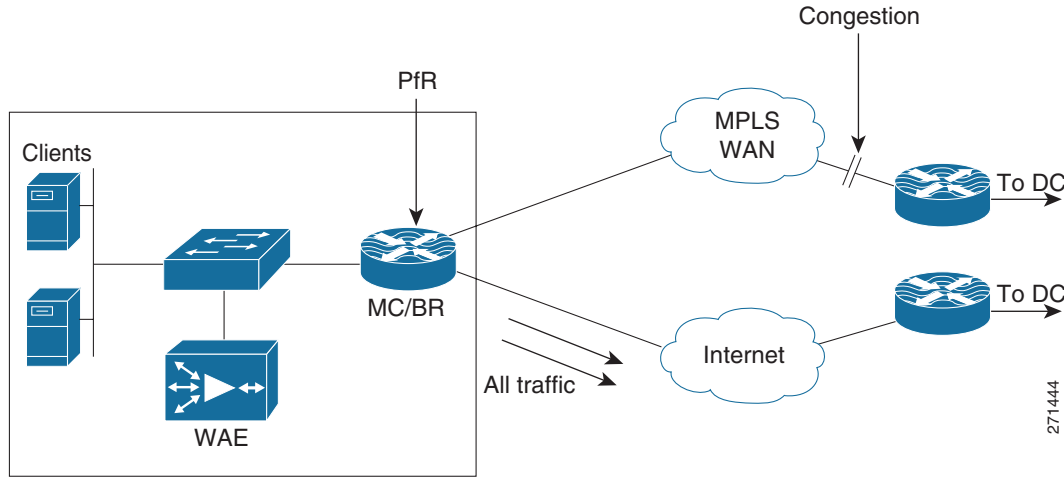 Congestion
PfR
MPLS
WAN
Clients
To DC
MC/BR
To DC
Internet
All traffic
WAE
271444